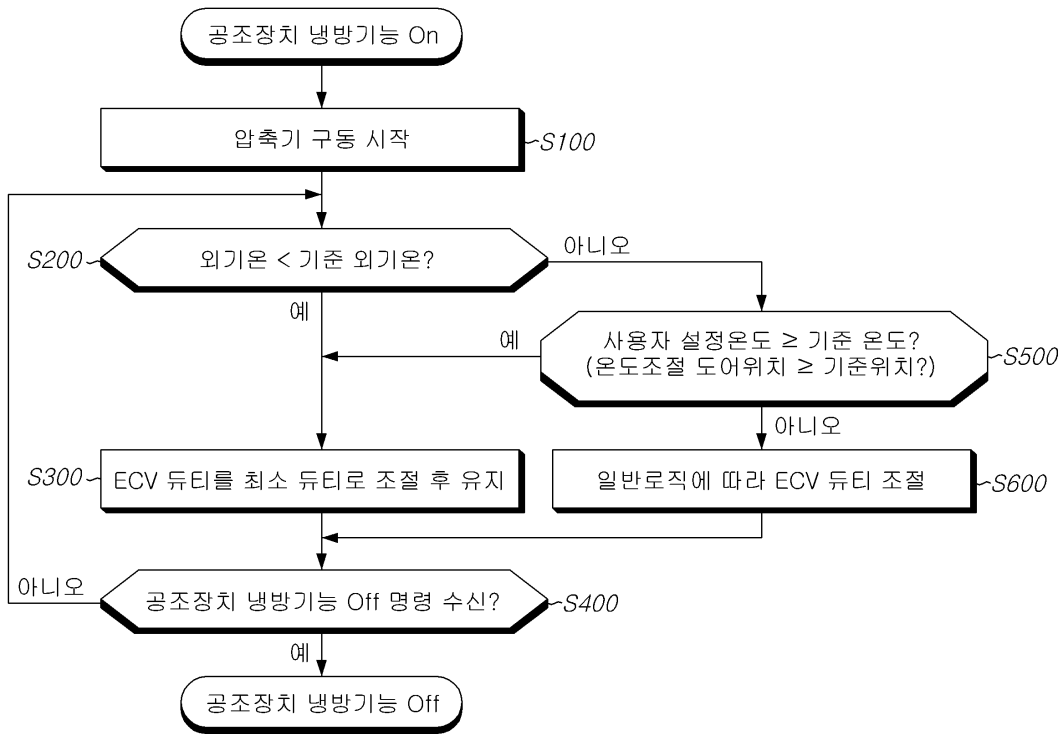 공조장치 냉방기능 On
압축기 구동 시작
S100
외기온 < 기준 외기온?
S200
아니오
예
사용자 설정온도 ≥ 기준 온도?
(온도조절 도어위치 ≥ 기준위치?)
S500
예
아니오
S300
ECV 듀티를 최소 듀티로 조절 후 유지
일반로직에 따라 ECV 듀티 조절
S600
아니오
공조장치 냉방기능 Off 명령 수신?
S400
예
공조장치 냉방기능 Off